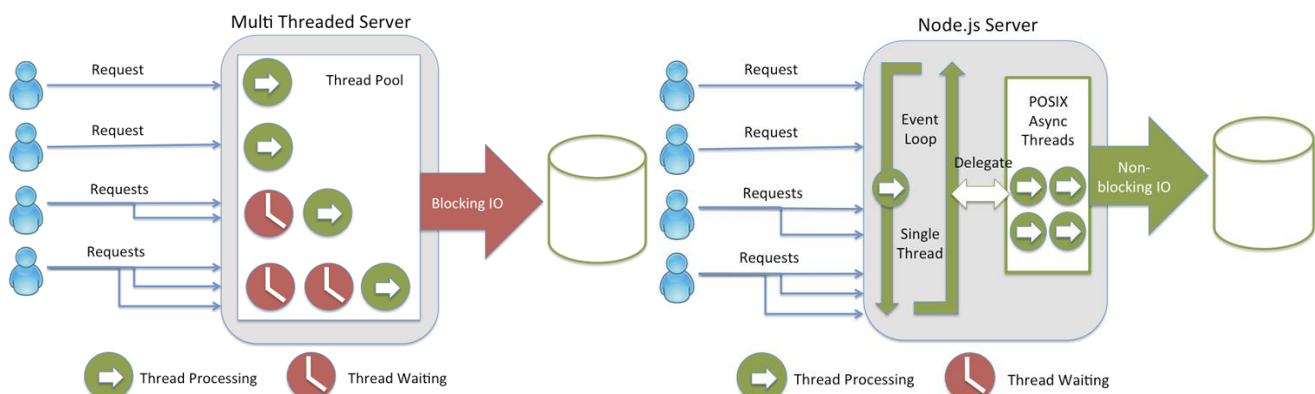 Multi Threaded Server
Request
Request
Requests
Requests
Thread Pool
Blocking IO
Thread Processing
Thread Waiting
Node.js Server
Request
Request
Requests
Requests
Event
Loop
Single
Thread
Delegate
POSIX
Async
Threads
Non-
blocking IO
Thread Processing
Thread Waiting